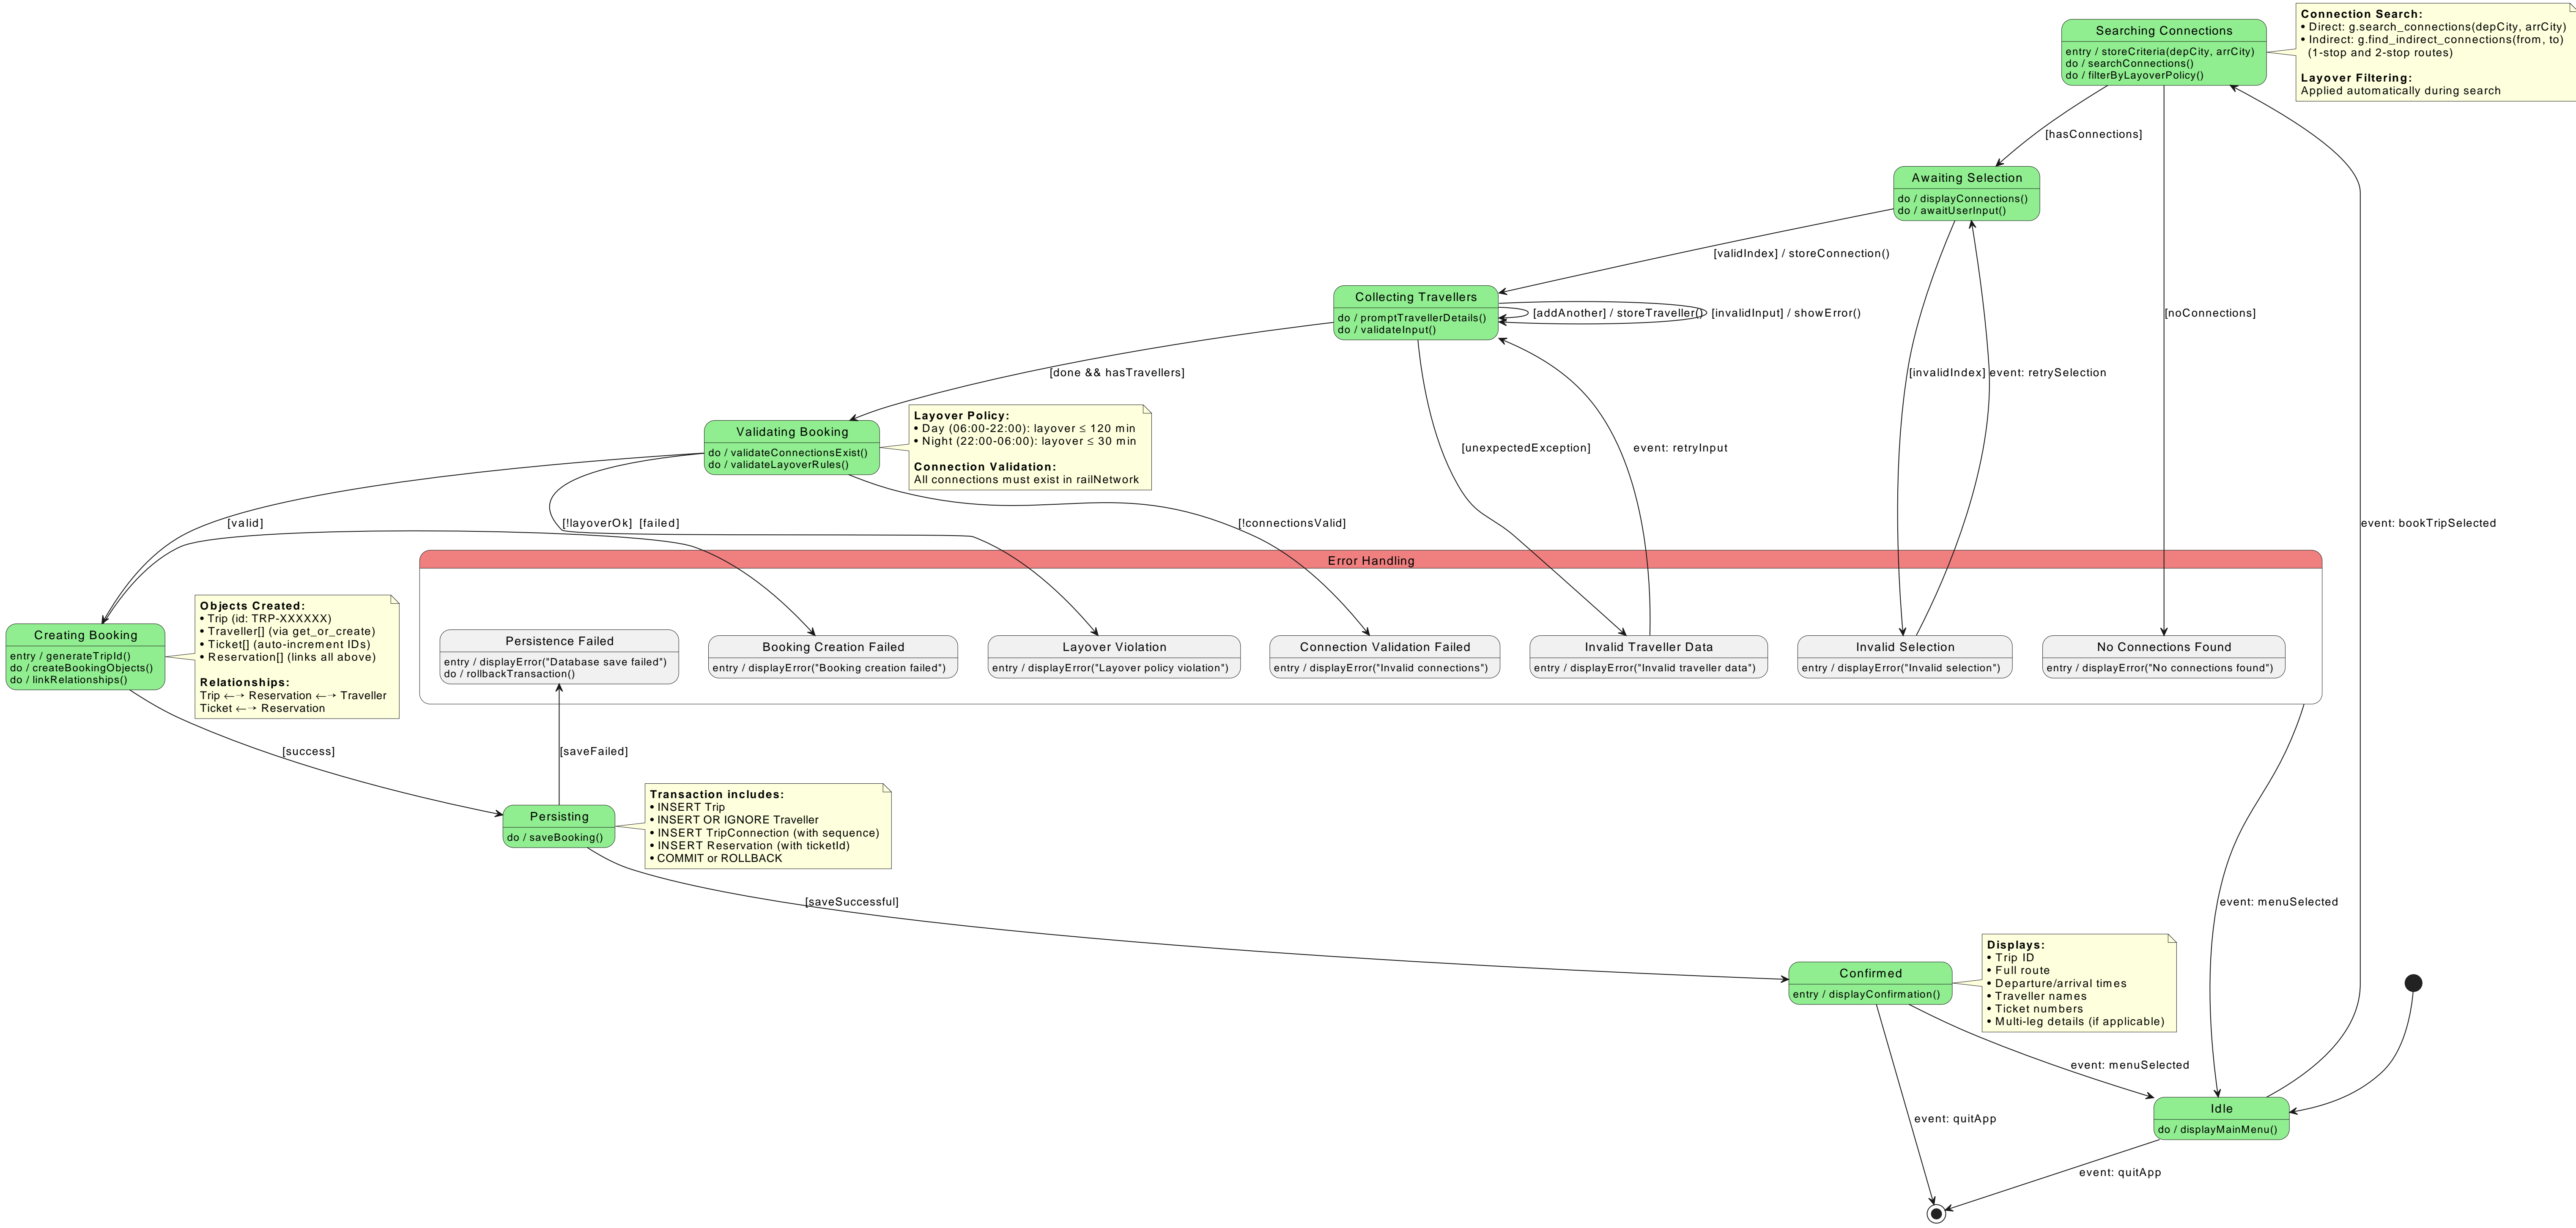 Searching Connections
entry / storeCriteria(depCity, arrCity)
do / searchConnections()
do / filterByLayoverPolicy()
Connection Search:
• Direct: g.search_connections(depCity, arrCity)
• Indirect: g.find_indirect_connections(from, to)
(1-stop and 2-stop routes)
Layover Filtering:
Applied automatically during search
[hasConnections]
Awaiting Selection
do / displayConnections()
do / awaitUserInput()
[validIndex] / storeConnection()
Collecting Travellers
do / promptTravellerDetails()
do / validateInput()
[addAnother] / storeTraveller()
[invalidInput] / showError()
[noConnections]
[done && hasTravellers]
[invalidIndex]
event: retrySelection
Validating Booking
do / validateConnectionsExist()
do / validateLayoverRules()
Layover Policy:
• Day (06:00-22:00): layover ≤ 120 min
• Night (22:00-06:00): layover ≤ 30 min
Connection Validation:
All connections must exist in railNetwork
[unexpectedException]
event: retryInput
[valid]
[!layoverOk]
[failed]
[!connectionsValid]
event: bookTripSelected
Error Handling
Creating Booking
entry / generateTripId()
do / createBookingObjects()
do / linkRelationships()
Objects Created:
• Trip (id: TRP-XXXXXX)
• Traveller[] (via get_or_create)
• Ticket[] (auto-increment IDs)
• Reservation[] (links all above)
Relationships:
Trip ←→ Reservation ←→ Traveller
Ticket ←→ Reservation
Persistence Failed
entry / displayError("Database save failed")
do / rollbackTransaction()
Booking Creation Failed
entry / displayError("Booking creation failed")
Layover Violation
entry / displayError("Layover policy violation")
Connection Validation Failed
entry / displayError("Invalid connections")
Invalid Traveller Data
entry / displayError("Invalid traveller data")
Invalid Selection
entry / displayError("Invalid selection")
No Connections Found
entry / displayError("No connections found")
[success]
[saveFailed]
Persisting
do / saveBooking()
Transaction includes:
• INSERT Trip
• INSERT OR IGNORE Traveller
• INSERT TripConnection (with sequence)
• INSERT Reservation (with ticketId)
• COMMIT or ROLLBACK
[saveSuccessful]
event: menuSelected
Confirmed
entry / displayConfirmation()
Displays:
• Trip ID
• Full route
• Departure/arrival times
• Traveller names
• Ticket numbers
• Multi-leg details (if applicable)
event: menuSelected
event: quitApp
Idle
do / displayMainMenu()
event: quitApp